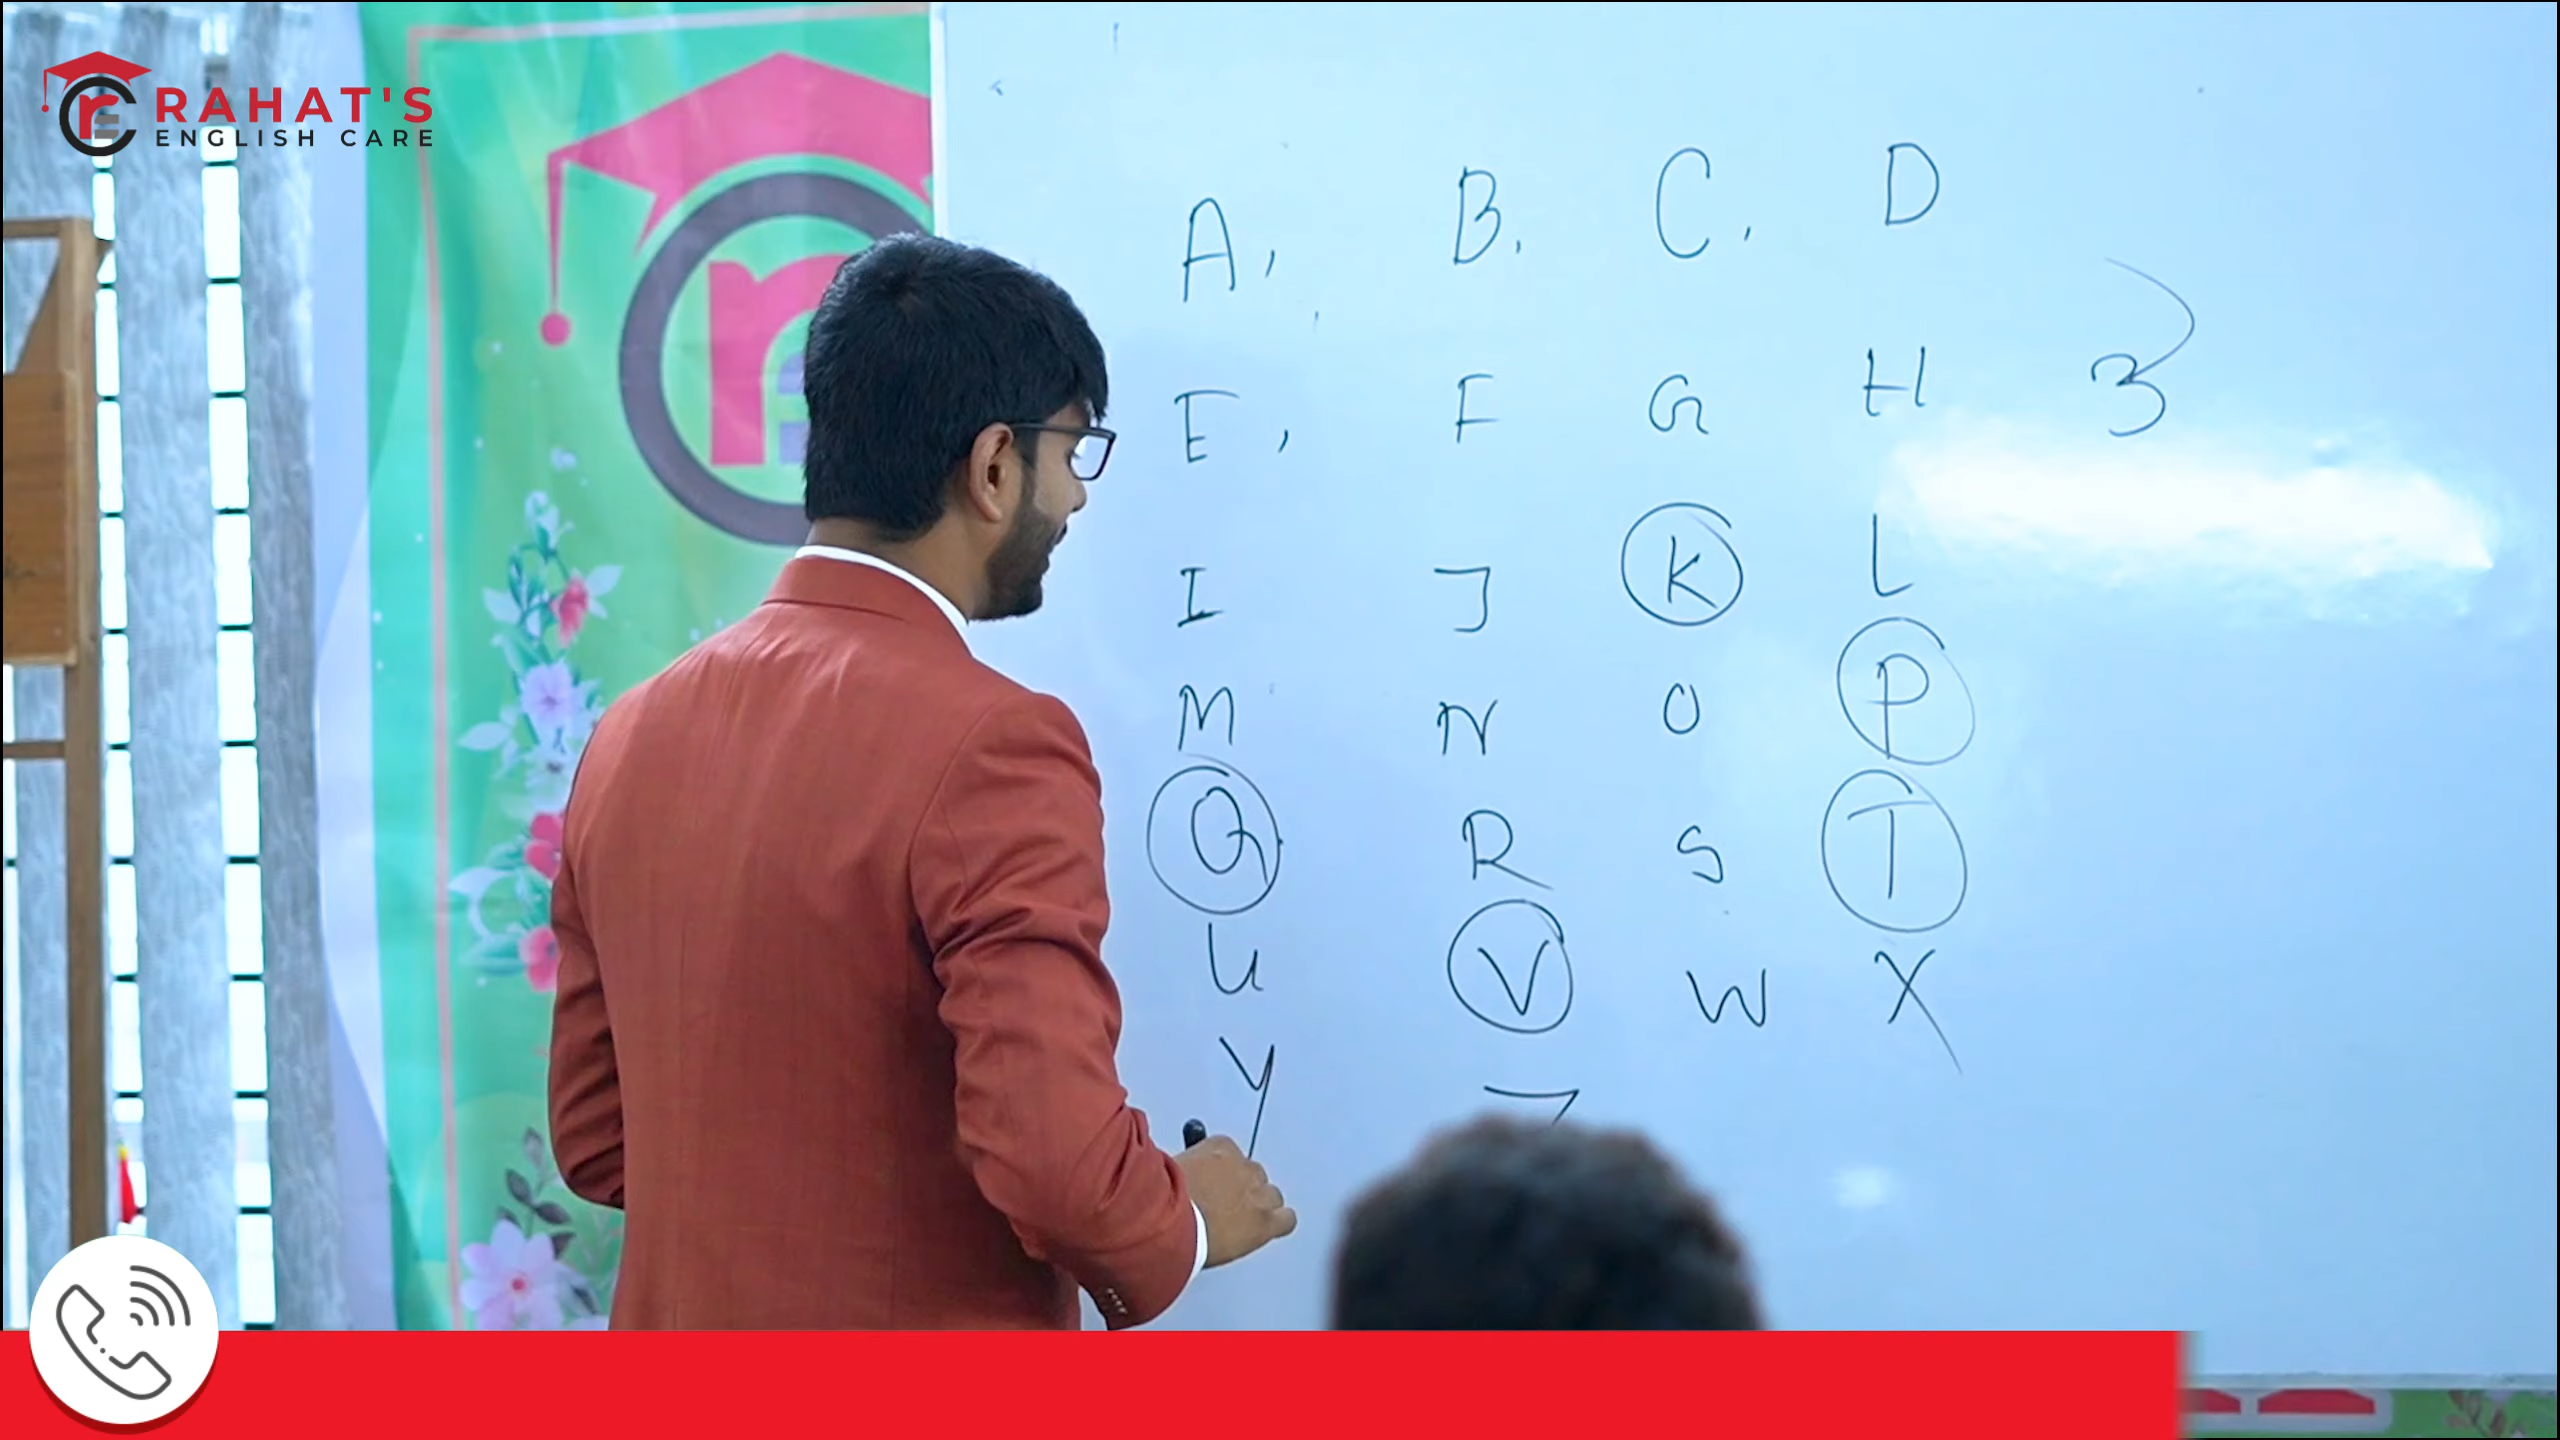 RAHAT'S
ENGLISH CARE
A, B, C, D
E, F G H 3
I J K L
M N O P
Q R S T
U V W X
Y